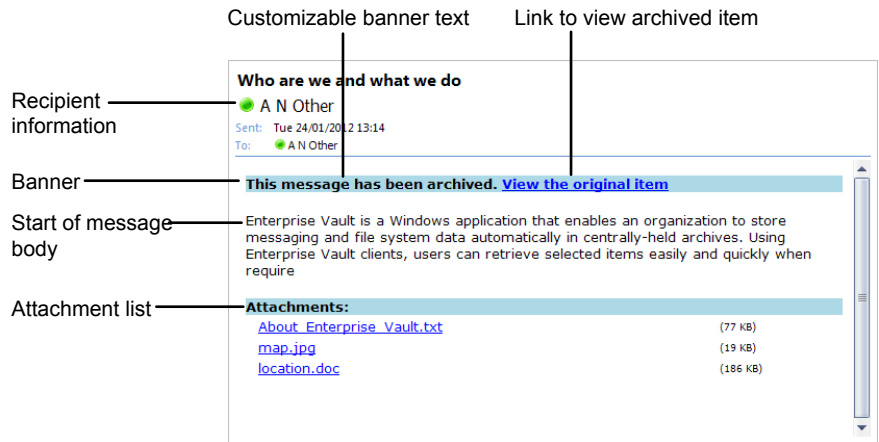 Customizable banner text
Link to view archived item
Who are we and what we do
Recipient
information
A N Other
Sent: Tue 24/01/2012 13:14
To: A N Other
Banner
This message has been archived. View the original item
Start of message
body
Enterprise Vault is a Windows application that enables an organization to store
messaging and file system data automatically in centrally-held archives. Using
Enterprise Vault clients, users can retrieve selected items easily and quickly when
require
Attachment list
Attachments:
About_Enterprise_Vault.txt (77 KB)
map.jpg (19 KB)
location.doc (186 KB)